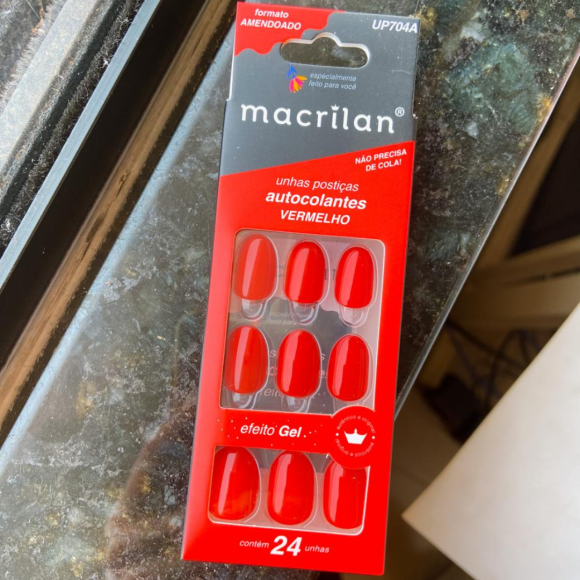 formato
AMENDOADO
UP704A
especialmente
feito para você
macrilan®
NÃO PRECISA
DE COLA!
unhas postiças
autocolantes
VERMELHO
efeito Gel
contém 24 unhas